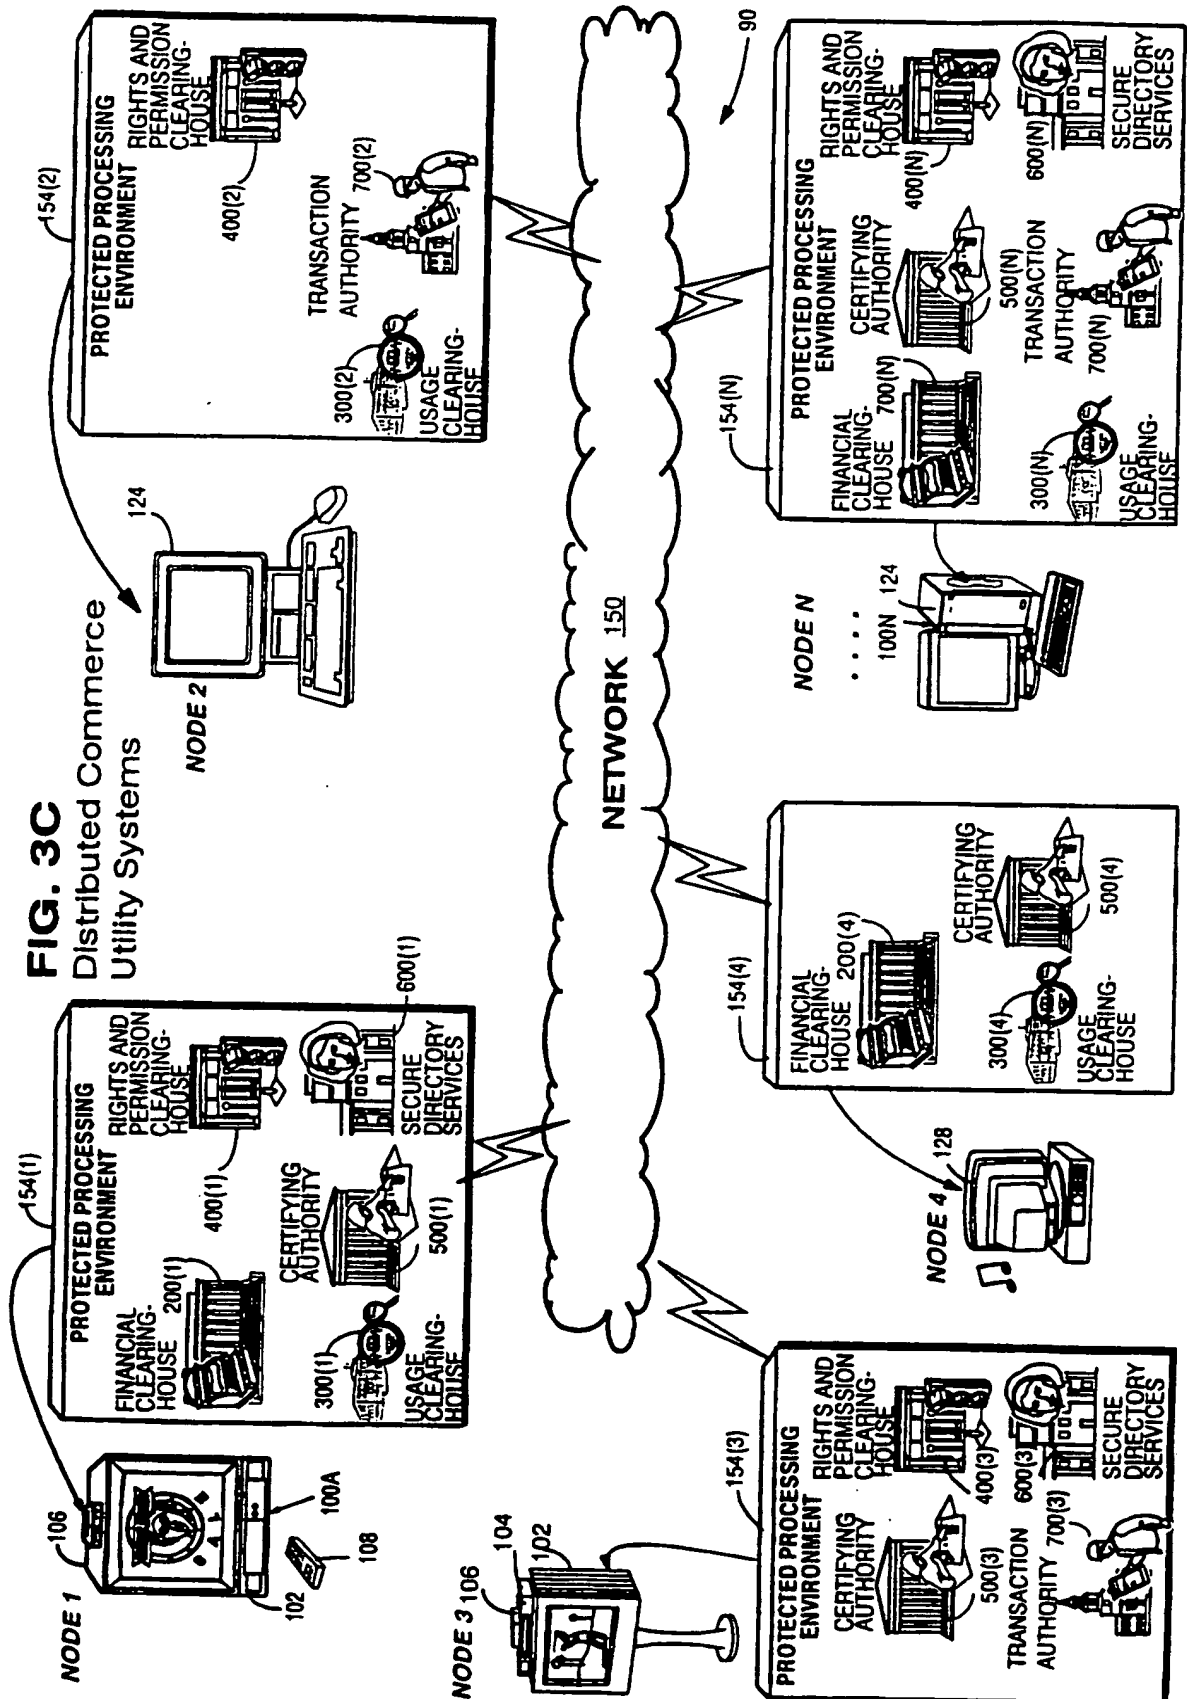 FIG. 3C
Distributed Commerce
Utility Systems
NODE 1
106
102
108
100A
154(1)
PROTECTED PROCESSING
ENVIRONMENT
FINANCIAL
CLEARING-
HOUSE 200(1)
RIGHTS AND
PERMISSION
CLEARING-
HOUSE
400(1)
300(1)
USAGE
CLEARING-
HOUSE
CERTIFYING
AUTHORITY
500(1)
600(1)
SECURE
DIRECTORY
SERVICES
NODE 2
124
154(2)
PROTECTED PROCESSING
ENVIRONMENT
RIGHTS AND
PERMISSION
CLEARING-
HOUSE
400(2)
300(2)
USAGE
CLEARING-
HOUSE
TRANSACTION
AUTHORITY 700(2)
NETWORK 150
90
NODE 3
106
104
102
154(3)
PROTECTED PROCESSING
ENVIRONMENT
CERTIFYING
AUTHORITY
500(3)
RIGHTS AND
PERMISSION
CLEARING-
HOUSE
400(3)
TRANSACTION
AUTHORITY 700(3)
600(3)
SECURE
DIRECTORY
SERVICES
NODE 4
128
154(4)
FINANCIAL
CLEARING-
HOUSE 200(4)
300(4)
USAGE
CLEARING-
HOUSE
CERTIFYING
AUTHORITY
500(4)
NODE N
. . . .
100N 124
154(N)
PROTECTED PROCESSING
ENVIRONMENT
FINANCIAL
CLEARING-
HOUSE 700(N)
CERTIFYING
AUTHORITY
500(N)
RIGHTS AND
PERMISSION
CLEARING-
HOUSE
400(N)
300(N)
USAGE
CLEARING-
HOUSE
TRANSACTION
AUTHORITY
700(N)
600(N)
SECURE
DIRECTORY
SERVICES